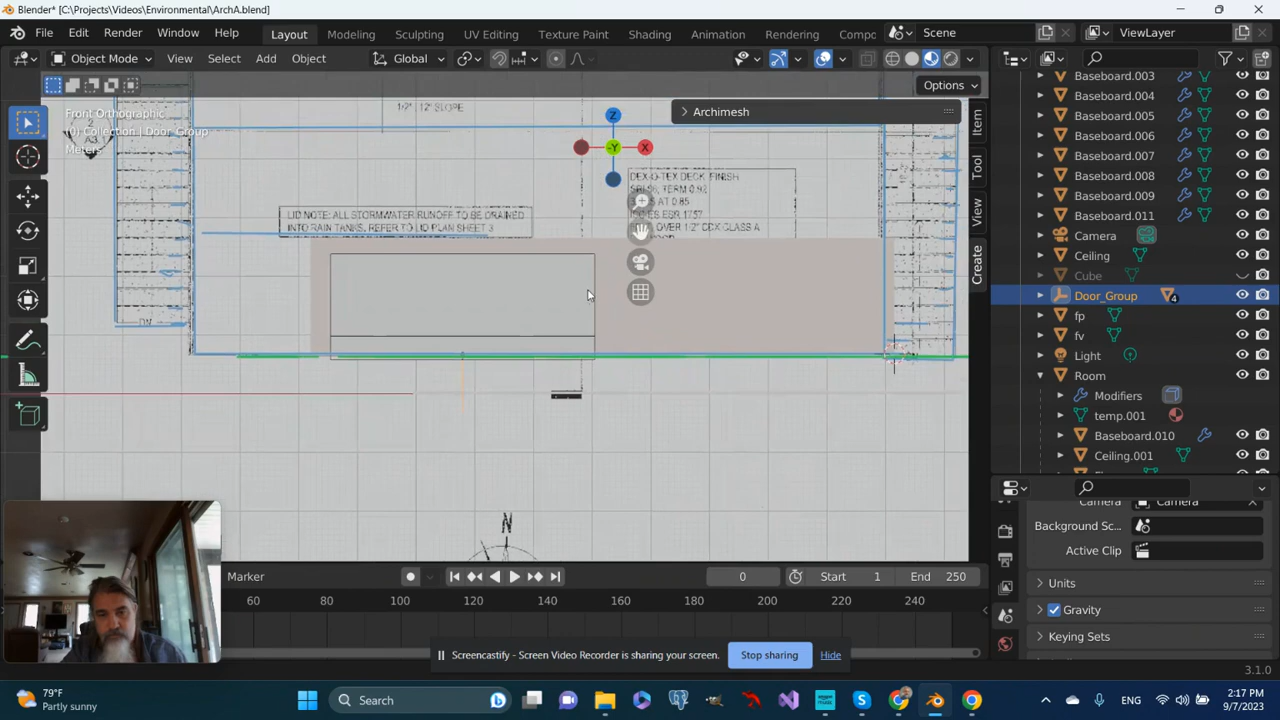 Blender* [C:\Projects\Videos\Environmental\ArchA.blend]
File Edit Render Window Help
Layout Modeling Sculpting UV Editing Texture Paint Shading Animation Rendering Compo
Scene
ViewLayer
Object Mode
View Select Add Object
Global
Options
Front Orthographic
(0) Collection | Door_Group
Meters
1/2" | 12" SLOPE
Archimesh
Z
-Y
X
DEX-O-TEX DECK FINISH
LID NOTE: ALL STORMWATER RUNOFF TO BE DRAINED
INTO RAIN TANKS, REFER TO LID PLAN SHEET 3
DN
N
Item
Tool
View
Create
Baseboard.003
Baseboard.004
Baseboard.005
Baseboard.006
Baseboard.007
Baseboard.008
Baseboard.009
Baseboard.011
Camera
Ceiling
Cube
Door_Group
4
fp
fv
Light
Room
Modifiers
temp.001
Baseboard.010
Ceiling.001
Camera
Camera
Background Sc...
Active Clip
Units
Gravity
Keying Sets
Marker
0
Start 1
End 250
60 80 100 120 140 160 180 200 220 240
Screencastify - Screen Video Recorder is sharing your screen.
Stop sharing
Hide
3.1.0
79°F
Partly sunny
Search
ENG
2:17 PM
9/7/2023